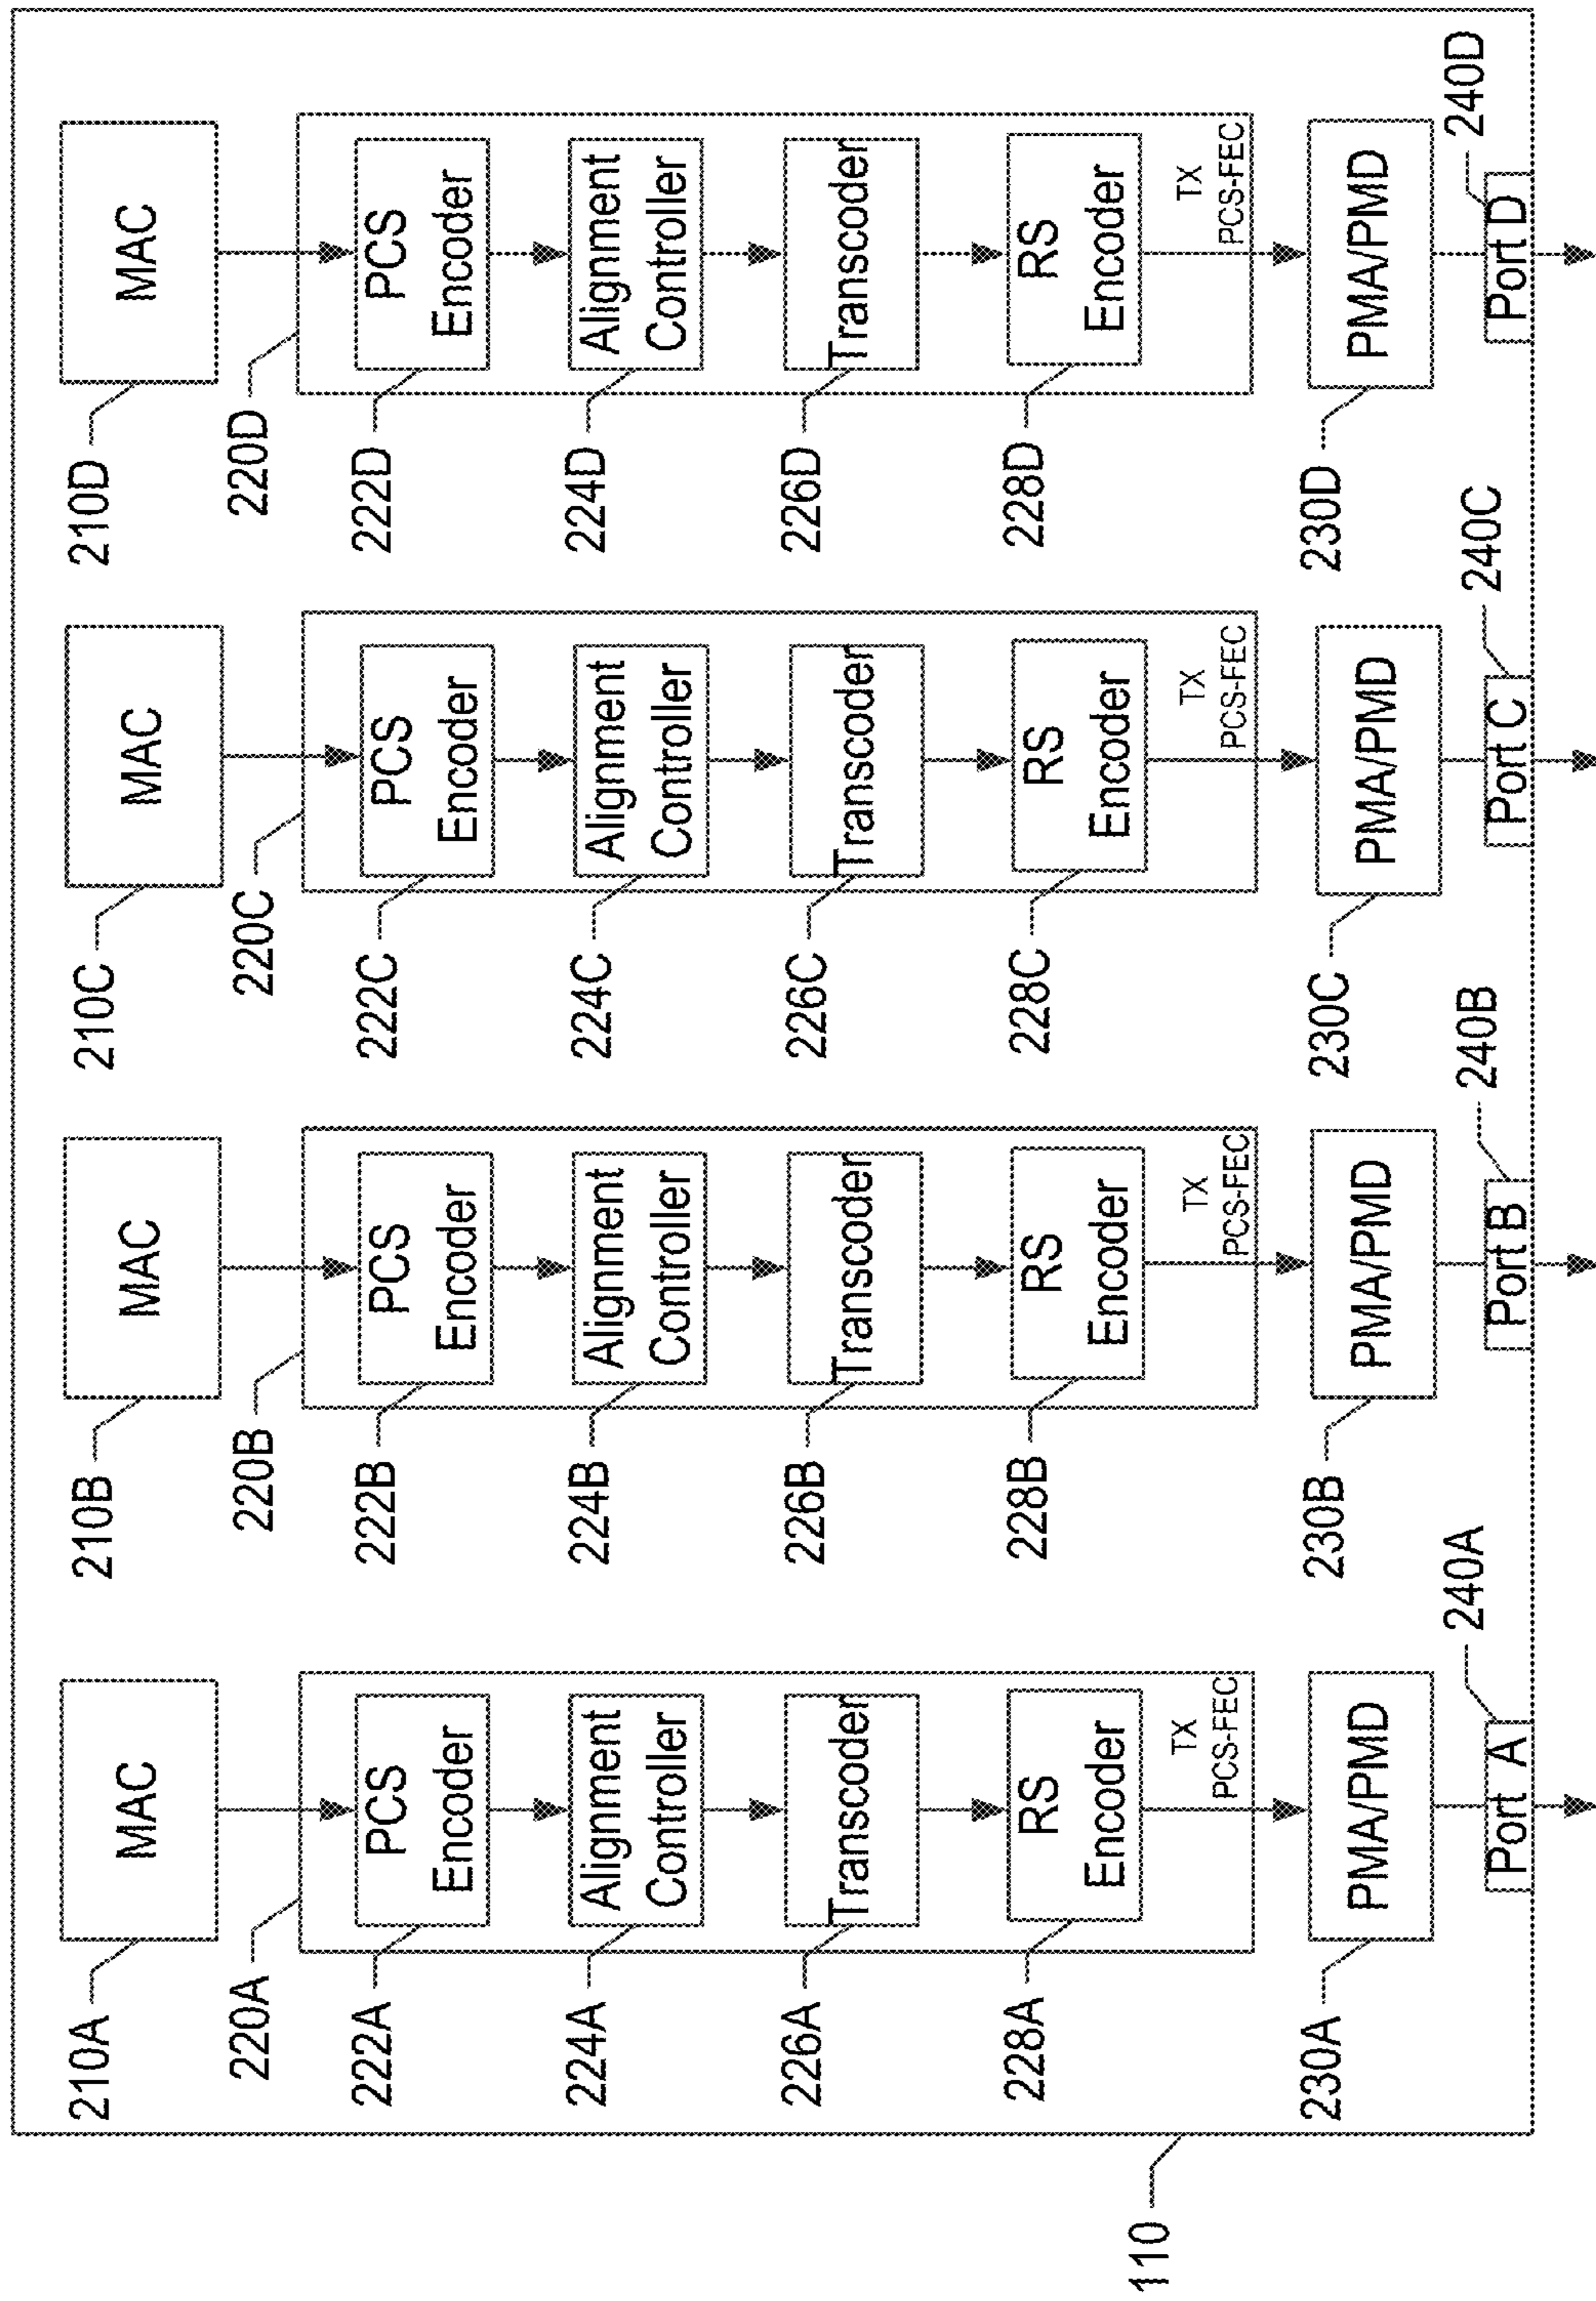 110
210A
MAC
220A
222A
PCS
Encoder
224A
Alignment
Controller
226A
Transcoder
228A
RS
Encoder
TX
PCS-FEC
230A
PMA/PMD
240A
Port A
210B
MAC
220B
222B
PCS
Encoder
224B
Alignment
Controller
226B
Transcoder
228B
RS
Encoder
TX
PCS-FEC
230B
PMA/PMD
240B
Port B
210C
MAC
220C
222C
PCS
Encoder
224C
Alignment
Controller
226C
Transcoder
228C
RS
Encoder
TX
PCS-FEC
230C
PMA/PMD
240C
Port C
210D
MAC
220D
222D
PCS
Encoder
224D
Alignment
Controller
226D
Transcoder
228D
RS
Encoder
TX
PCS-FEC
230D
PMA/PMD
240D
Port D